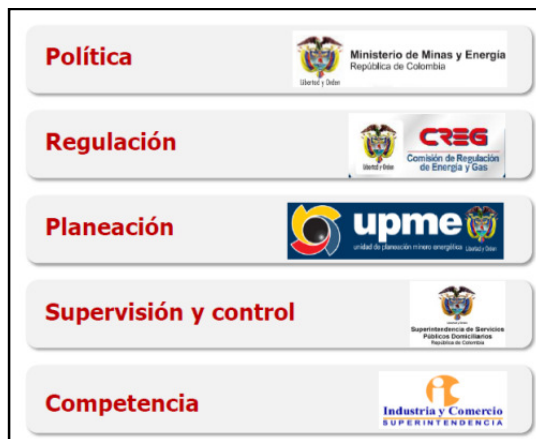 Política
Ministerio de Minas y Energía
República de Colombia
Libertad y Orden
Regulación
CREG
Comisión de Regulación
de Energía y Gas
Libertad y Orden
Planeación
upme
unidad de planeación minero energética
Libertad y Orden
Supervisión y control
Superintendencia de Servicios
Públicos Domiciliarios
República de Colombia
Competencia
ic
Industria y Comercio
SUPERINTENDENCIA